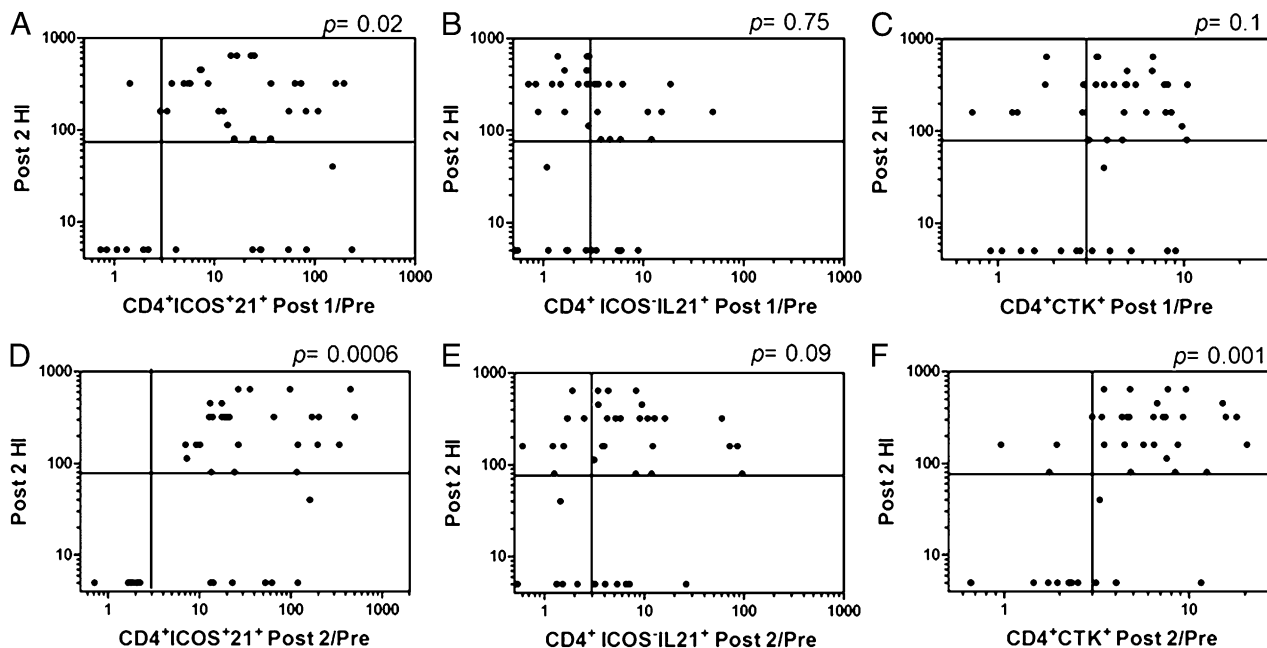 A
p= 0.02
1000
100
10
Post 2 HI
1 10 100 1000
CD4⁺ICOS⁺21⁺ Post 1/Pre
B
p= 0.75
1000
100
10
Post 2 HI
1 10 100 1000
CD4⁺ ICOS⁻IL21⁺ Post 1/Pre
C
p= 0.1
1000
100
10
Post 2 HI
1 10
CD4⁺CTK⁺ Post 1/Pre
D
p= 0.0006
1000
100
10
Post 2 HI
1 10 100 1000
CD4⁺ICOS⁺21⁺ Post 2/Pre
E
p= 0.09
1000
100
10
Post 2 HI
1 10 100 1000
CD4⁺ ICOS⁻IL21⁺ Post 2/Pre
F
p= 0.001
1000
100
10
Post 2 HI
1 10
CD4⁺CTK⁺ Post 2/Pre